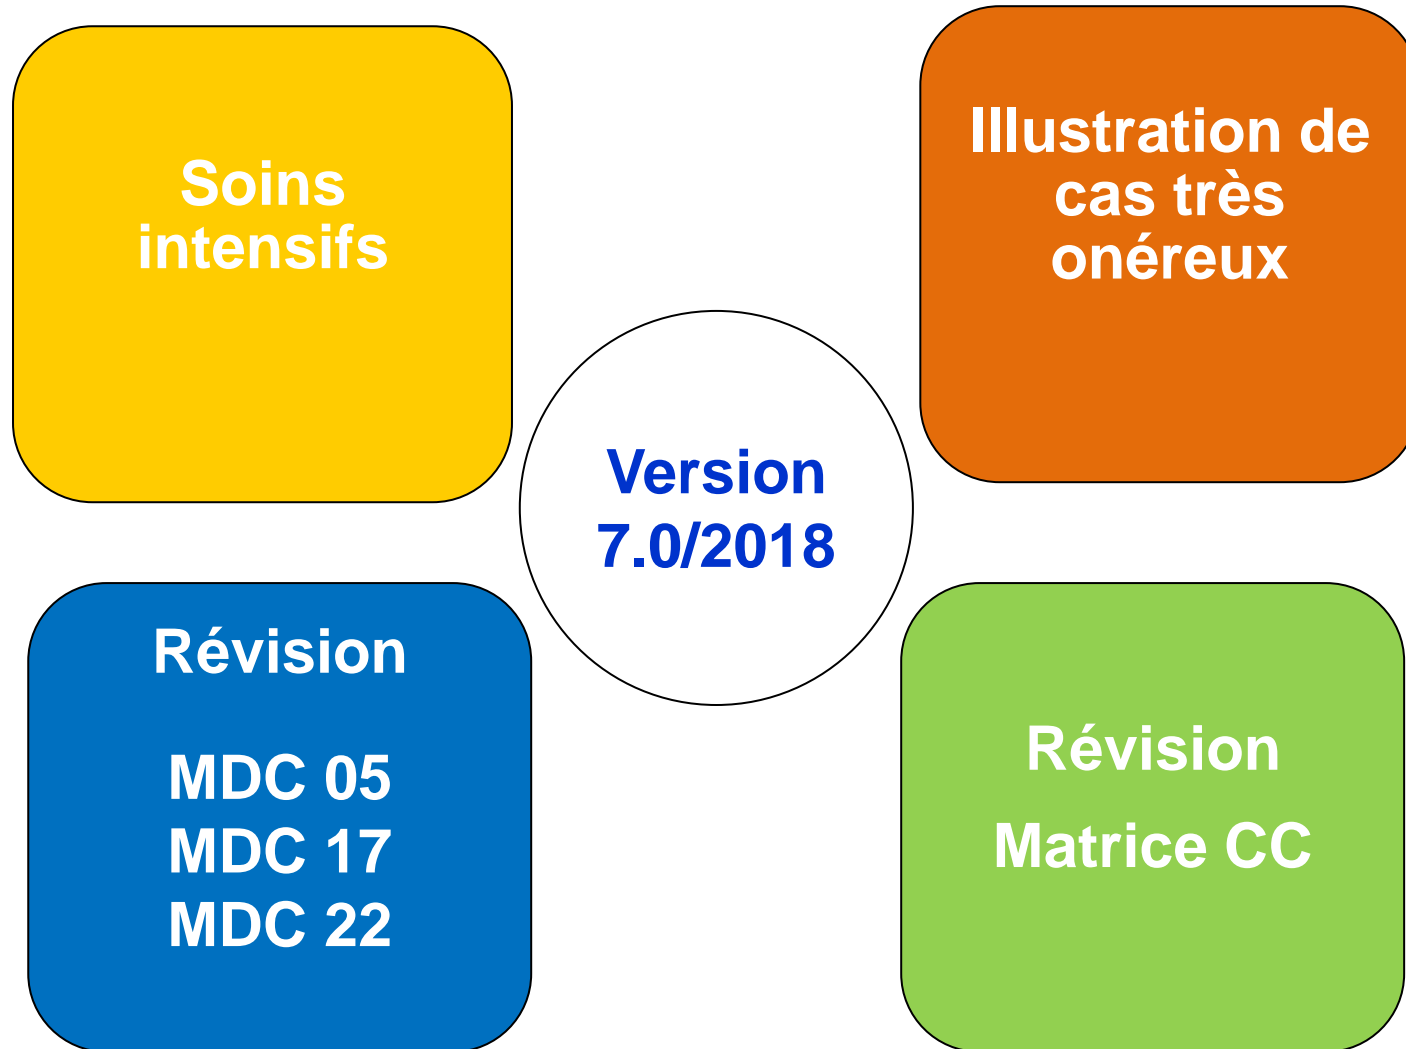 Soins
intensifs
Illustration de
cas très
onéreux
Version
7.0/2018
Révision
MDC 05
MDC 17
MDC 22
Révision
Matrice CC